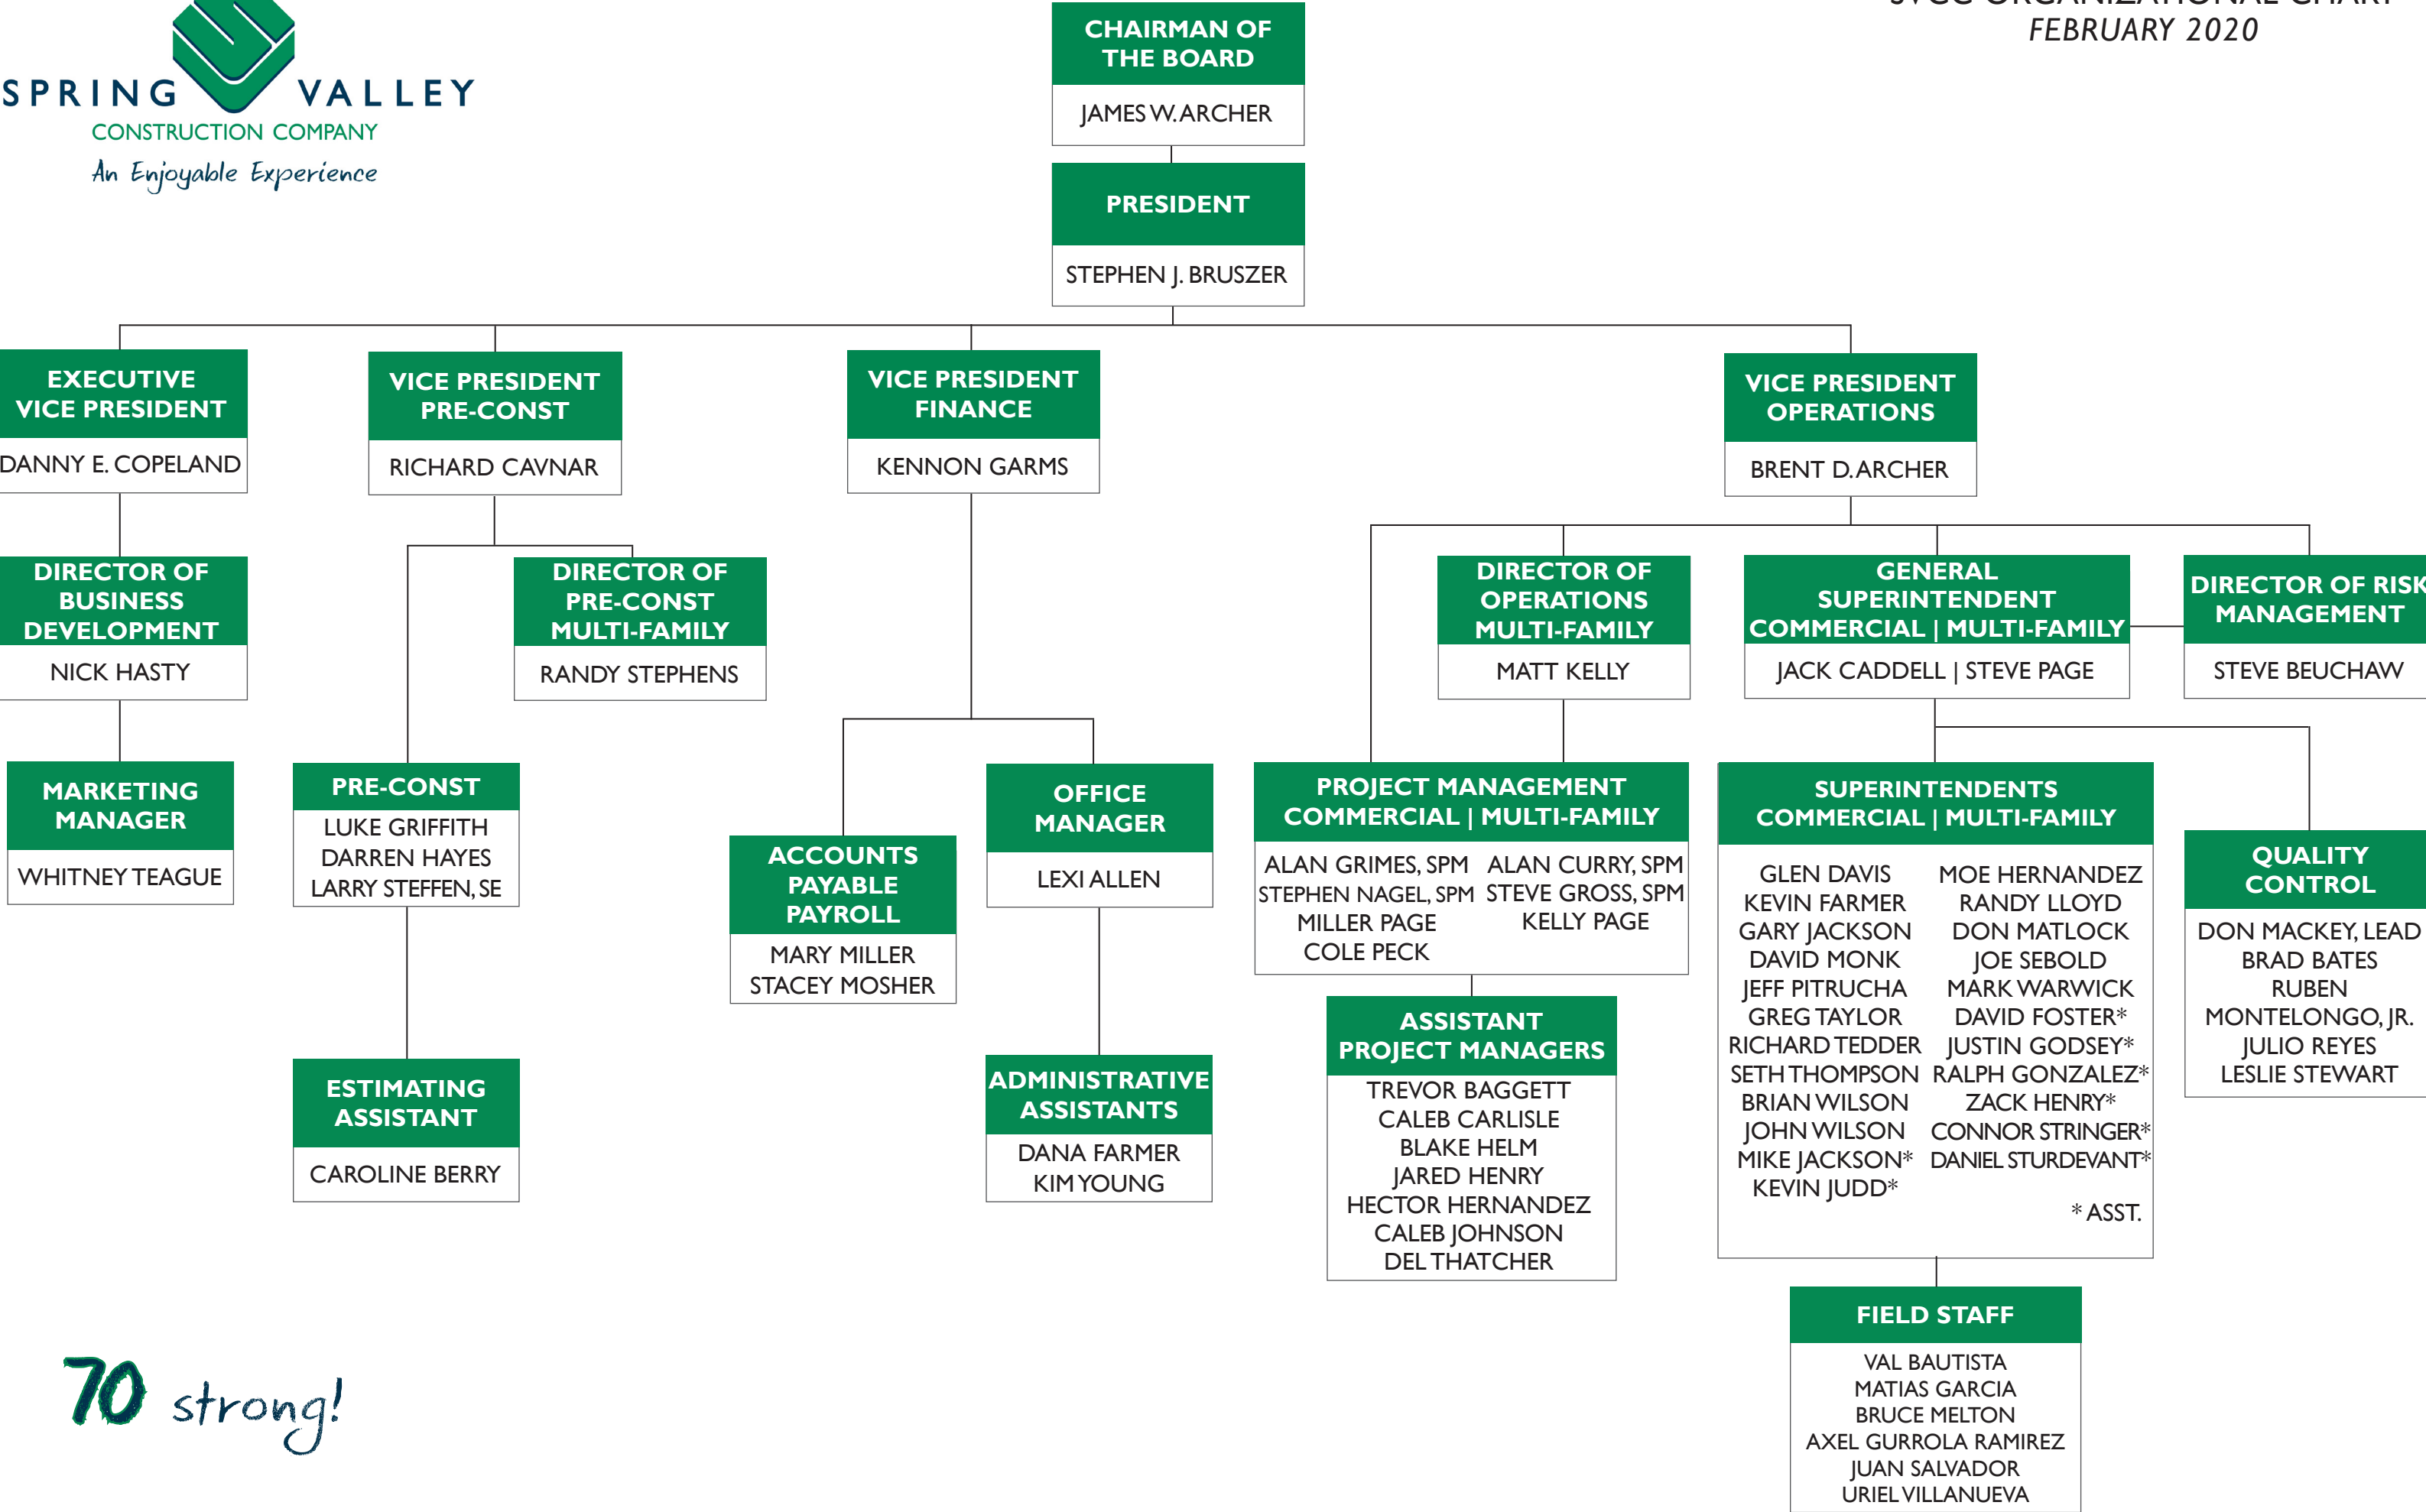 SPRING VALLEY
CONSTRUCTION COMPANY
An Enjoyable Experience
SVCC ORGANIZATIONAL CHART
FEBRUARY 2020
CHAIRMAN OF
THE BOARD
JAMES W. ARCHER
PRESIDENT
STEPHEN J. BRUSZER
EXECUTIVE
VICE PRESIDENT
DANNY E. COPELAND
VICE PRESIDENT
PRE-CONST
RICHARD CAVNAR
VICE PRESIDENT
FINANCE
KENNON GARMS
VICE PRESIDENT
OPERATIONS
BRENT D. ARCHER
DIRECTOR OF
BUSINESS
DEVELOPMENT
NICK HASTY
DIRECTOR OF
PRE-CONST
MULTI-FAMILY
RANDY STEPHENS
DIRECTOR OF
OPERATIONS
MULTI-FAMILY
MATT KELLY
GENERAL
SUPERINTENDENT
COMMERCIAL | MULTI-FAMILY
JACK CADDELL | STEVE PAGE
DIRECTOR OF RISK
MANAGEMENT
STEVE BEUCHAW
MARKETING
MANAGER
WHITNEY TEAGUE
PRE-CONST
LUKE GRIFFITH
DARREN HAYES
LARRY STEFFEN, SE
ESTIMATING
ASSISTANT
CAROLINE BERRY
ACCOUNTS
PAYABLE
PAYROLL
MARY MILLER
STACEY MOSHER
OFFICE
MANAGER
LEXI ALLEN
ADMINISTRATIVE
ASSISTANTS
DANA FARMER
KIM YOUNG
PROJECT MANAGEMENT
COMMERCIAL | MULTI-FAMILY
ALAN GRIMES, SPM
STEPHEN NAGEL, SPM
MILLER PAGE
COLE PECK
ALAN CURRY, SPM
STEVE GROSS, SPM
KELLY PAGE
ASSISTANT
PROJECT MANAGERS
TREVOR BAGGETT
CALEB CARLISLE
BLAKE HELM
JARED HENRY
HECTOR HERNANDEZ
CALEB JOHNSON
DEL THATCHER
SUPERINTENDENTS
COMMERCIAL | MULTI-FAMILY
GLEN DAVIS
KEVIN FARMER
GARY JACKSON
DAVID MONK
JEFF PITRUCHA
GREG TAYLOR
RICHARD TEDDER
SETH THOMPSON
BRIAN WILSON
JOHN WILSON
MIKE JACKSON*
KEVIN JUDD*
MOE HERNANDEZ
RANDY LLOYD
DON MATLOCK
JOE SEBOLD
MARK WARWICK
DAVID FOSTER*
JUSTIN GODSEY*
RALPH GONZALEZ*
ZACK HENRY*
CONNOR STRINGER*
DANIEL STURDEVANT*
* ASST.
QUALITY
CONTROL
DON MACKEY, LEAD
BRAD BATES
RUBEN
MONTELONGO, JR.
JULIO REYES
LESLIE STEWART
FIELD STAFF
VAL BAUTISTA
MATIAS GARCIA
BRUCE MELTON
AXEL GURROLA RAMIREZ
JUAN SALVADOR
URIEL VILLANUEVA
70 strong!